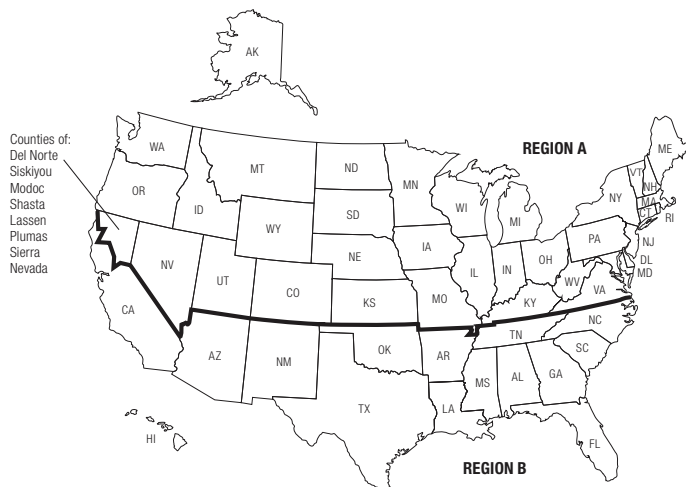 AK
Counties of:
Del Norte
Siskiyou
Modoc
Shasta
Lassen
Plumas
Sierra
Nevada
REGION A
WA
MT
ND
MN
ME
OR
ID
SD
WI
MI
NY
VT
NH
MA
CT
RI
WY
NE
IA
PA
NJ
NV
UT
CO
KS
MO
IL
IN
OH
WV
VA
DL
MD
KY
CA
AZ
NM
OK
AR
TN
NC
SC
TX
LA
MS
AL
GA
FL
HI
REGION B